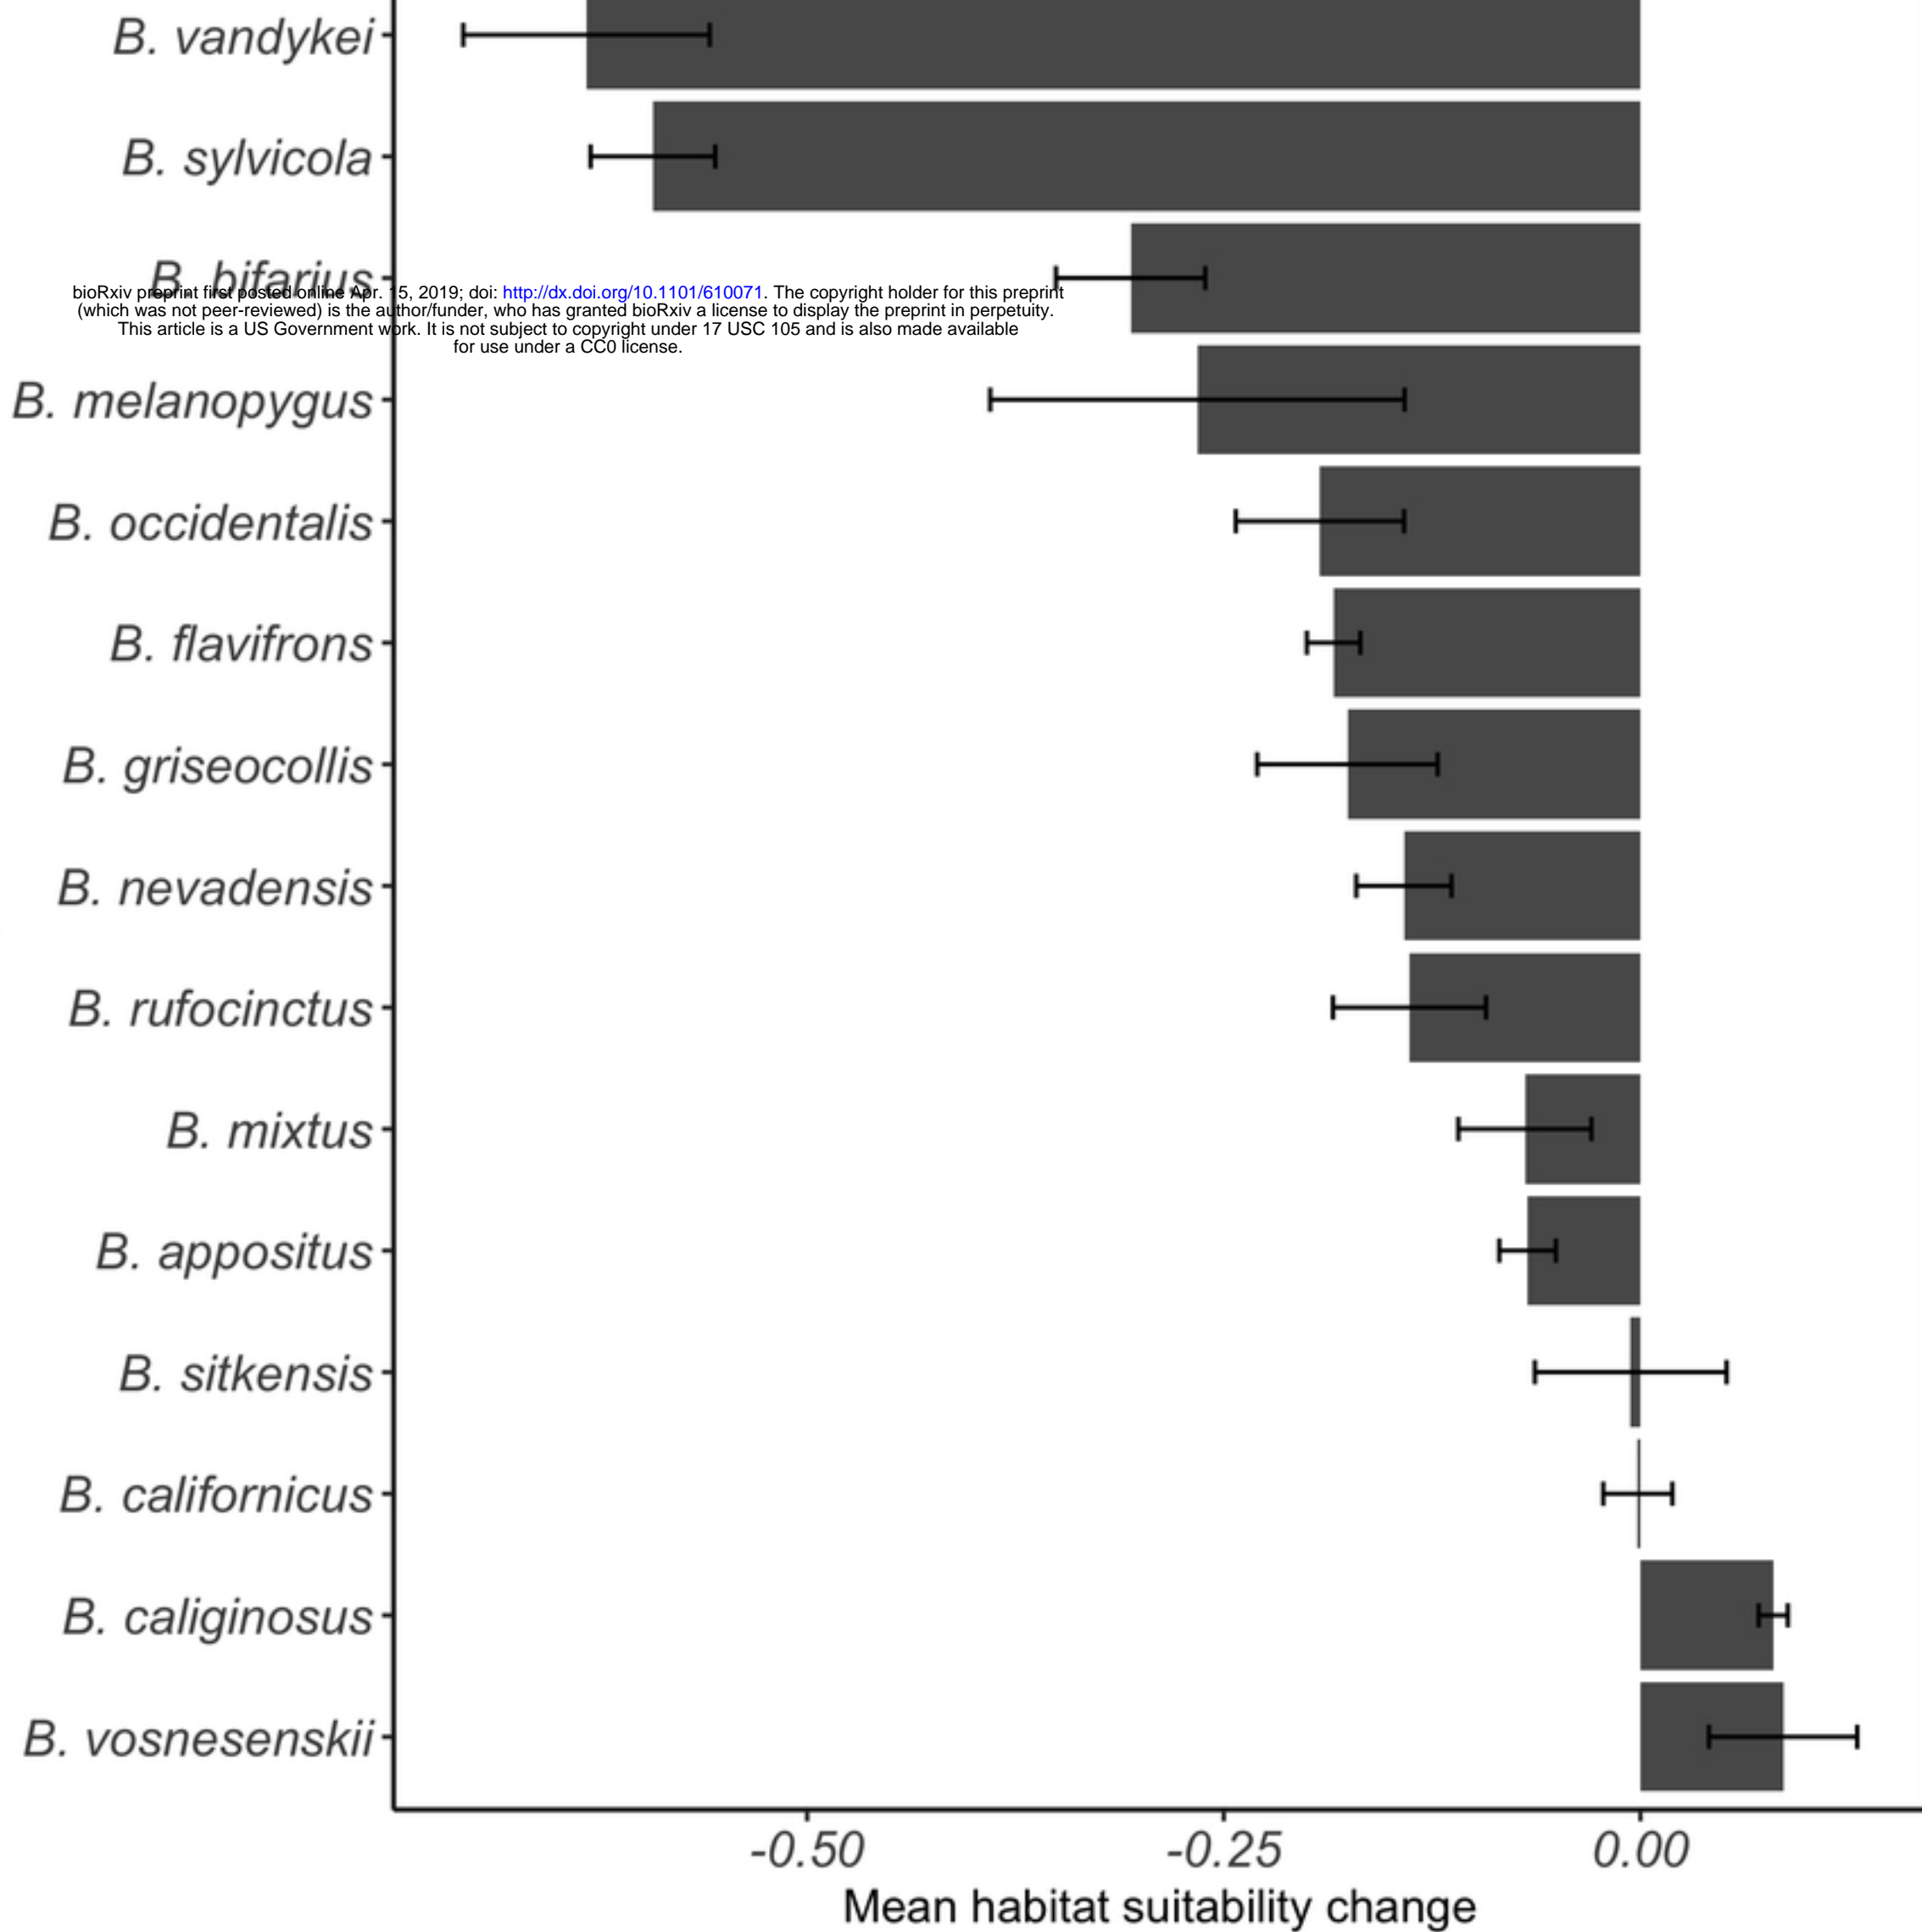 B. vandykei
B. sylvicola
B. bifarius
bioRxiv preprint first posted online Apr. 15, 2019; doi: http://dx.doi.org/10.1101/610071. The copyright holder for this preprint
(which was not peer-reviewed) is the author/funder, who has granted bioRxiv a license to display the preprint in perpetuity.
This article is a US Government work. It is not subject to copyright under 17 USC 105 and is also made available
for use under a CC0 license.
B. melanopygus
B. occidentalis
B. flavifrons
B. griseocollis
B. nevadensis
B. rufocinctus
B. mixtus
B. appositus
B. sitkensis
B. californicus
B. caliginosus
B. vosnesenskii
-0.50 -0.25 0.00
Mean habitat suitability change